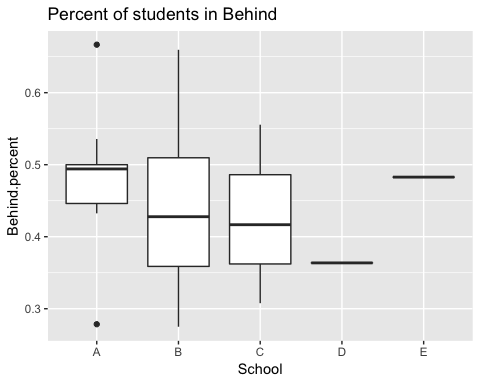 Percent of students in Behind
0.6
0.5
0.4
0.3
Behind.percent
A B C D E
School